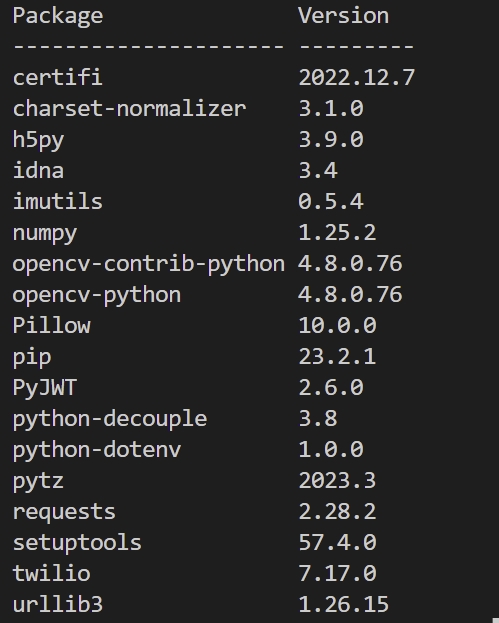 Package Version
--------------------- ---------
certifi 2022.12.7
charset-normalizer 3.1.0
h5py 3.9.0
idna 3.4
imutils 0.5.4
numpy 1.25.2
opencv-contrib-python 4.8.0.76
opencv-python 4.8.0.76
Pillow 10.0.0
pip 23.2.1
PyJWT 2.6.0
python-decouple 3.8
python-dotenv 1.0.0
pytz 2023.3
requests 2.28.2
setuptools 57.4.0
twilio 7.17.0
urllib3 1.26.15